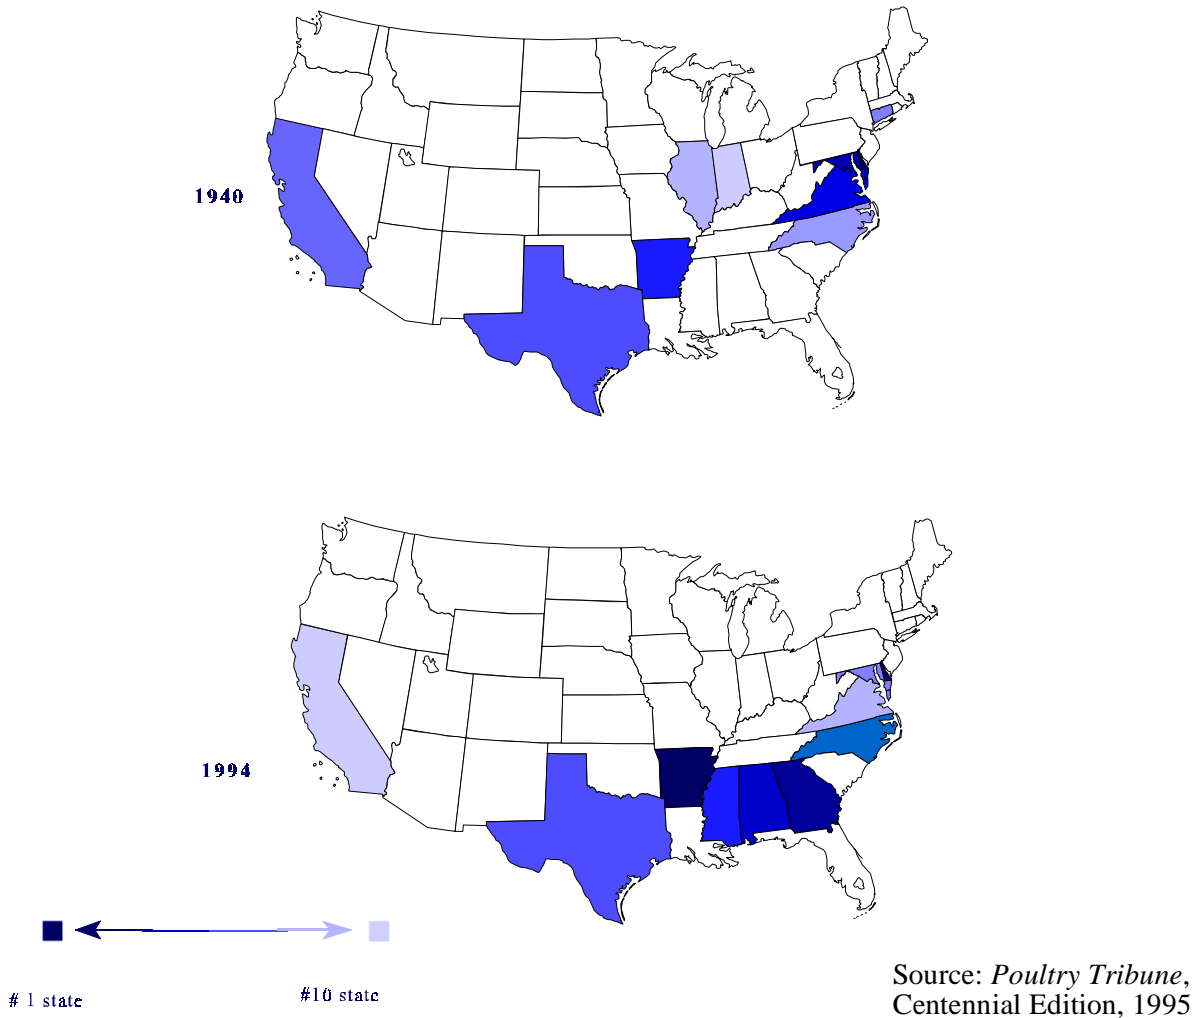 1940
1994
# 1 state
#10 state
Source: Poultry Tribune,
Centennial Edition, 1995